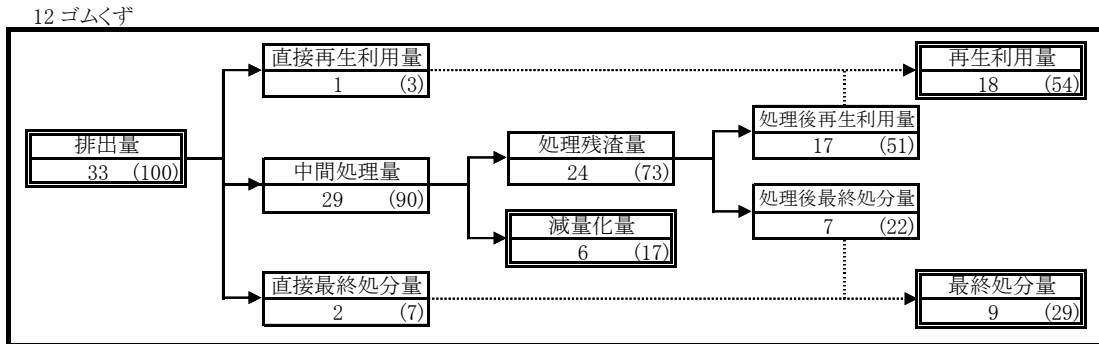 12 ゴムくず
直接再生利用量
1 (3)
再生利用量
18 (54)
排出量
33 (100)
中間処理量
29 (90)
処理残渣量
24 (73)
処理後再生利用量
17 (51)
処理後最終処分量
7 (22)
減量化量
6 (17)
直接最終処分量
2 (7)
最終処分量
9 (29)